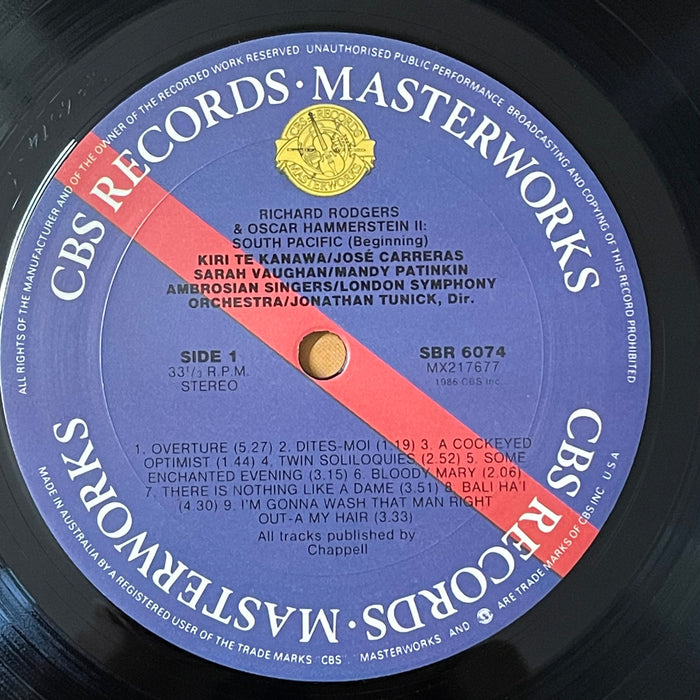 ALL RIGHTS OF THE MANUFACTURER AND OF THE OWNER OF THE RECORDED WORK RESERVED UNAUTHORISED PUBLIC PERFORMANCE BROADCASTING AND COPYING OF THIS RECORD PROHIBITED
CBS RECORDS · MASTERWORKS
CBS RECORDS
MASTERWORKS
RICHARD RODGERS
& OSCAR HAMMERSTEIN II:
SOUTH PACIFIC (Beginning)
KIRI TE KANAWA/JOSÉ CARRERAS
SARAH VAUGHAN/MANDY PATINKIN
AMBROSIAN SINGERS/LONDON SYMPHONY
ORCHESTRA/JONATHAN TUNICK, Dir.
SIDE 1
33 1/3 R.P.M.
STEREO
SBR 6074
MX217677
1986 CBS Inc.
1. OVERTURE (5.27) 2. DITES-MOI (1.19) 3. A COCKEYED
OPTIMIST (1.44) 4. TWIN SOLILOQUIES (2.52) 5. SOME
ENCHANTED EVENING (3.15) 6. BLOODY MARY (2.06)
7. THERE IS NOTHING LIKE A DAME (3.51) 8. BALI HA'I
(4.30) 9. I'M GONNA WASH THAT MAN RIGHT
OUT-A MY HAIR (3.33)
All tracks published by
Chappell
CBS RECORDS · MASTERWORKS
MADE IN AUSTRALIA BY A REGISTERED USER OF THE TRADE MARKS "CBS", MASTERWORKS AND ARE TRADE MARKS OF CBS INC U S A